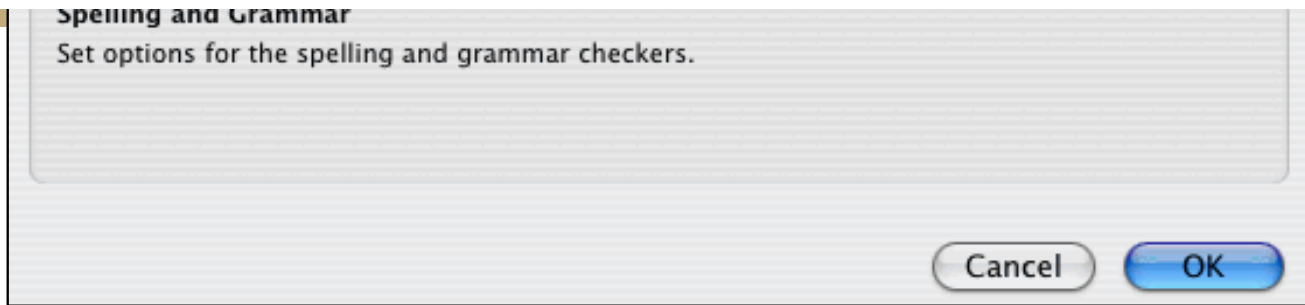 Spelling and Grammar
Set options for the spelling and grammar checkers.
Cancel OK